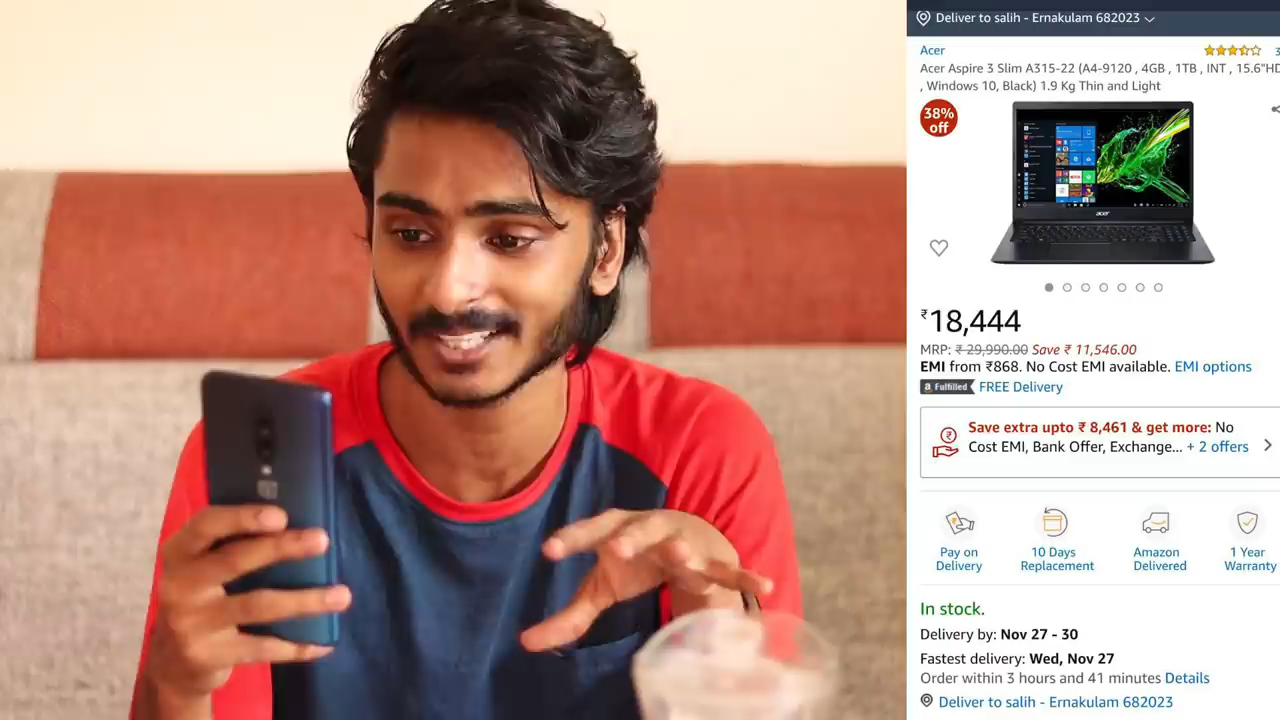 Deliver to salih - Ernakulam 682023
Acer
Acer Aspire 3 Slim A315-22 (A4-9120 , 4GB , 1TB , INT , 15.6"HD
, Windows 10, Black) 1.9 Kg Thin and Light
38%
off
acer
₹18,444
MRP: ₹ 29,990.00 Save ₹ 11,546.00
EMI from ₹868. No Cost EMI available. EMI options
a Fulfilled FREE Delivery
Save extra upto ₹ 8,461 & get more: No
Cost EMI, Bank Offer, Exchange... + 2 offers
Pay on
Delivery
10 Days
Replacement
Amazon
Delivered
1 Year
Warranty
In stock.
Delivery by: Nov 27 - 30
Fastest delivery: Wed, Nov 27
Order within 3 hours and 41 minutes Details
Deliver to salih - Ernakulam 682023